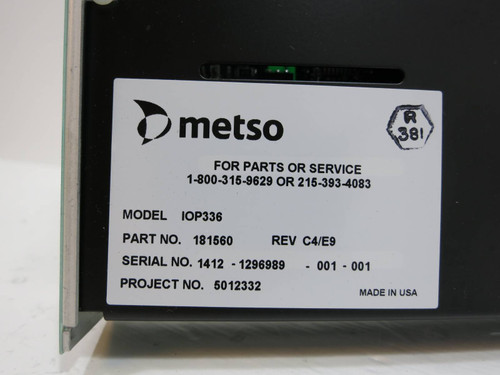 metso
R
381
FOR PARTS OR SERVICE
1-800-315-9629 OR 215-393-4083
MODEL IOP336
PART NO. 181560 REV C4/E9
SERIAL NO. 1412 - 1296989 - 001 - 001
PROJECT NO. 5012332
MADE IN USA